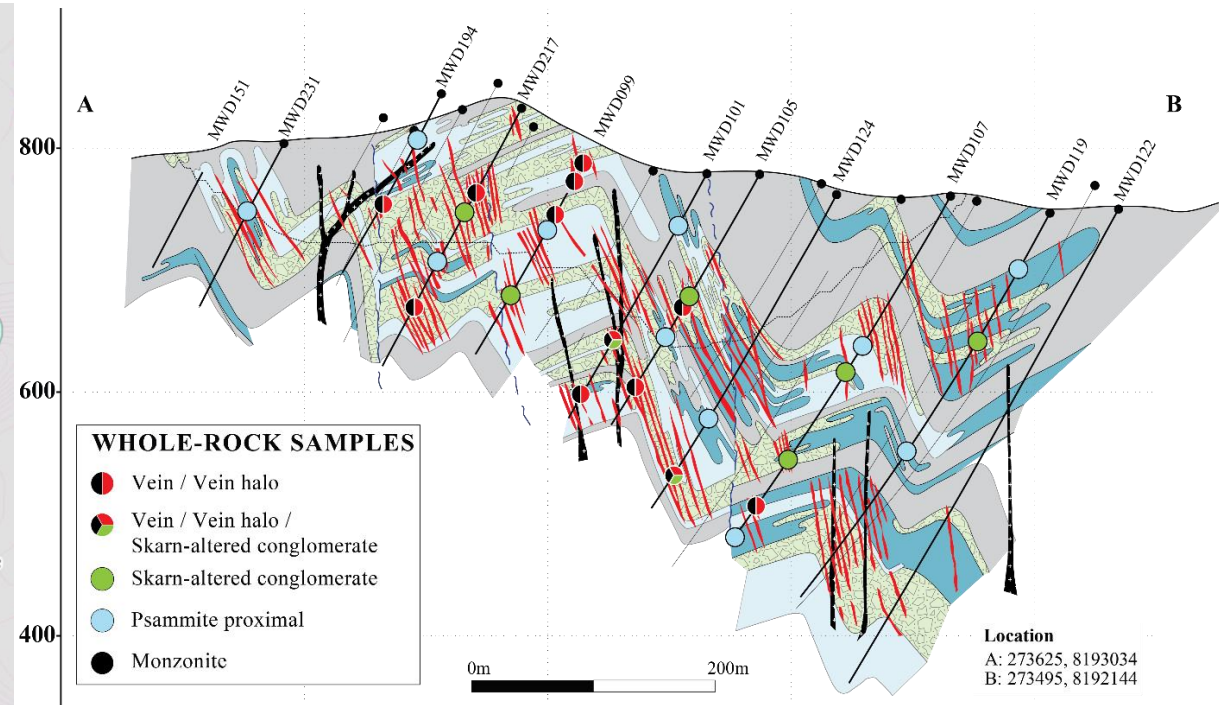 A
B
MWD151
MWD231
MWD194
MWD217
MWD099
MWD101
MWD105
MWD124
MWD107
MWD119
MWD122
800
600
400
WHOLE-ROCK SAMPLES
Vein / Vein halo
Vein / Vein halo /
Skarn-altered conglomerate
Skarn-altered conglomerate
Psammite proximal
Monzonite
0m
200m
Location
A: 273625, 8193034
B: 273495, 8192144